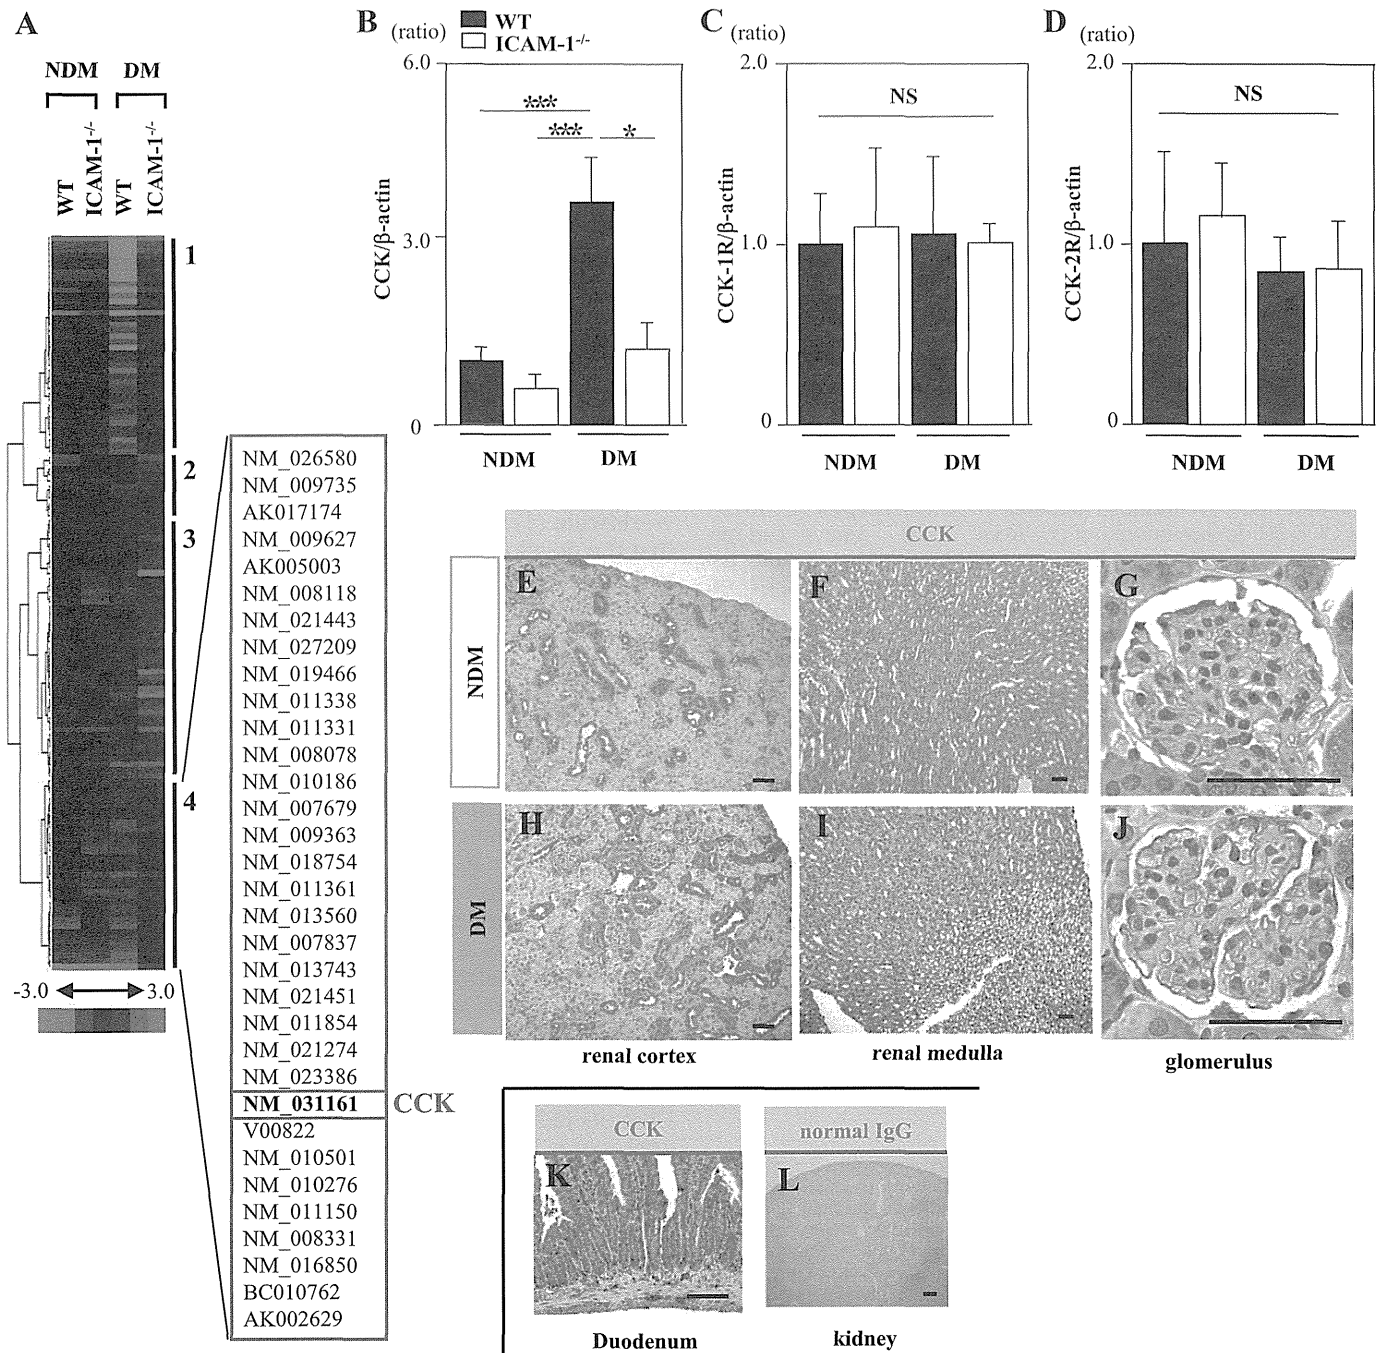 A
NDM DM
WT
ICAM-1-/-
WT
ICAM-1-/-
1
2
3
4
-3.0 3.0
NM_026580
NM_009735
AK017174
NM_009627
AK005003
NM_008118
NM_021443
NM_027209
NM_019466
NM_011338
NM_011331
NM_008078
NM_010186
NM_007679
NM_009363
NM_018754
NM_011361
NM_013560
NM_007837
NM_013743
NM_021451
NM_011854
NM_021274
NM_023386
NM_031161 CCK
V00822
NM_010501
NM_010276
NM_011150
NM_008331
NM_016850
BC010762
AK002629
B
(ratio)
WT
ICAM-1-/-
6.0
3.0
0
CCK/β-actin
***
*** *
NDM DM
C
(ratio)
2.0
1.0
0
CCK-1R/β-actin
NS
NDM DM
D
(ratio)
2.0
1.0
0
CCK-2R/β-actin
NS
NDM DM
CCK
NDM
E F G
DM
H I J
renal cortex renal medulla glomerulus
CCK normal IgG
K L
Duodenum kidney